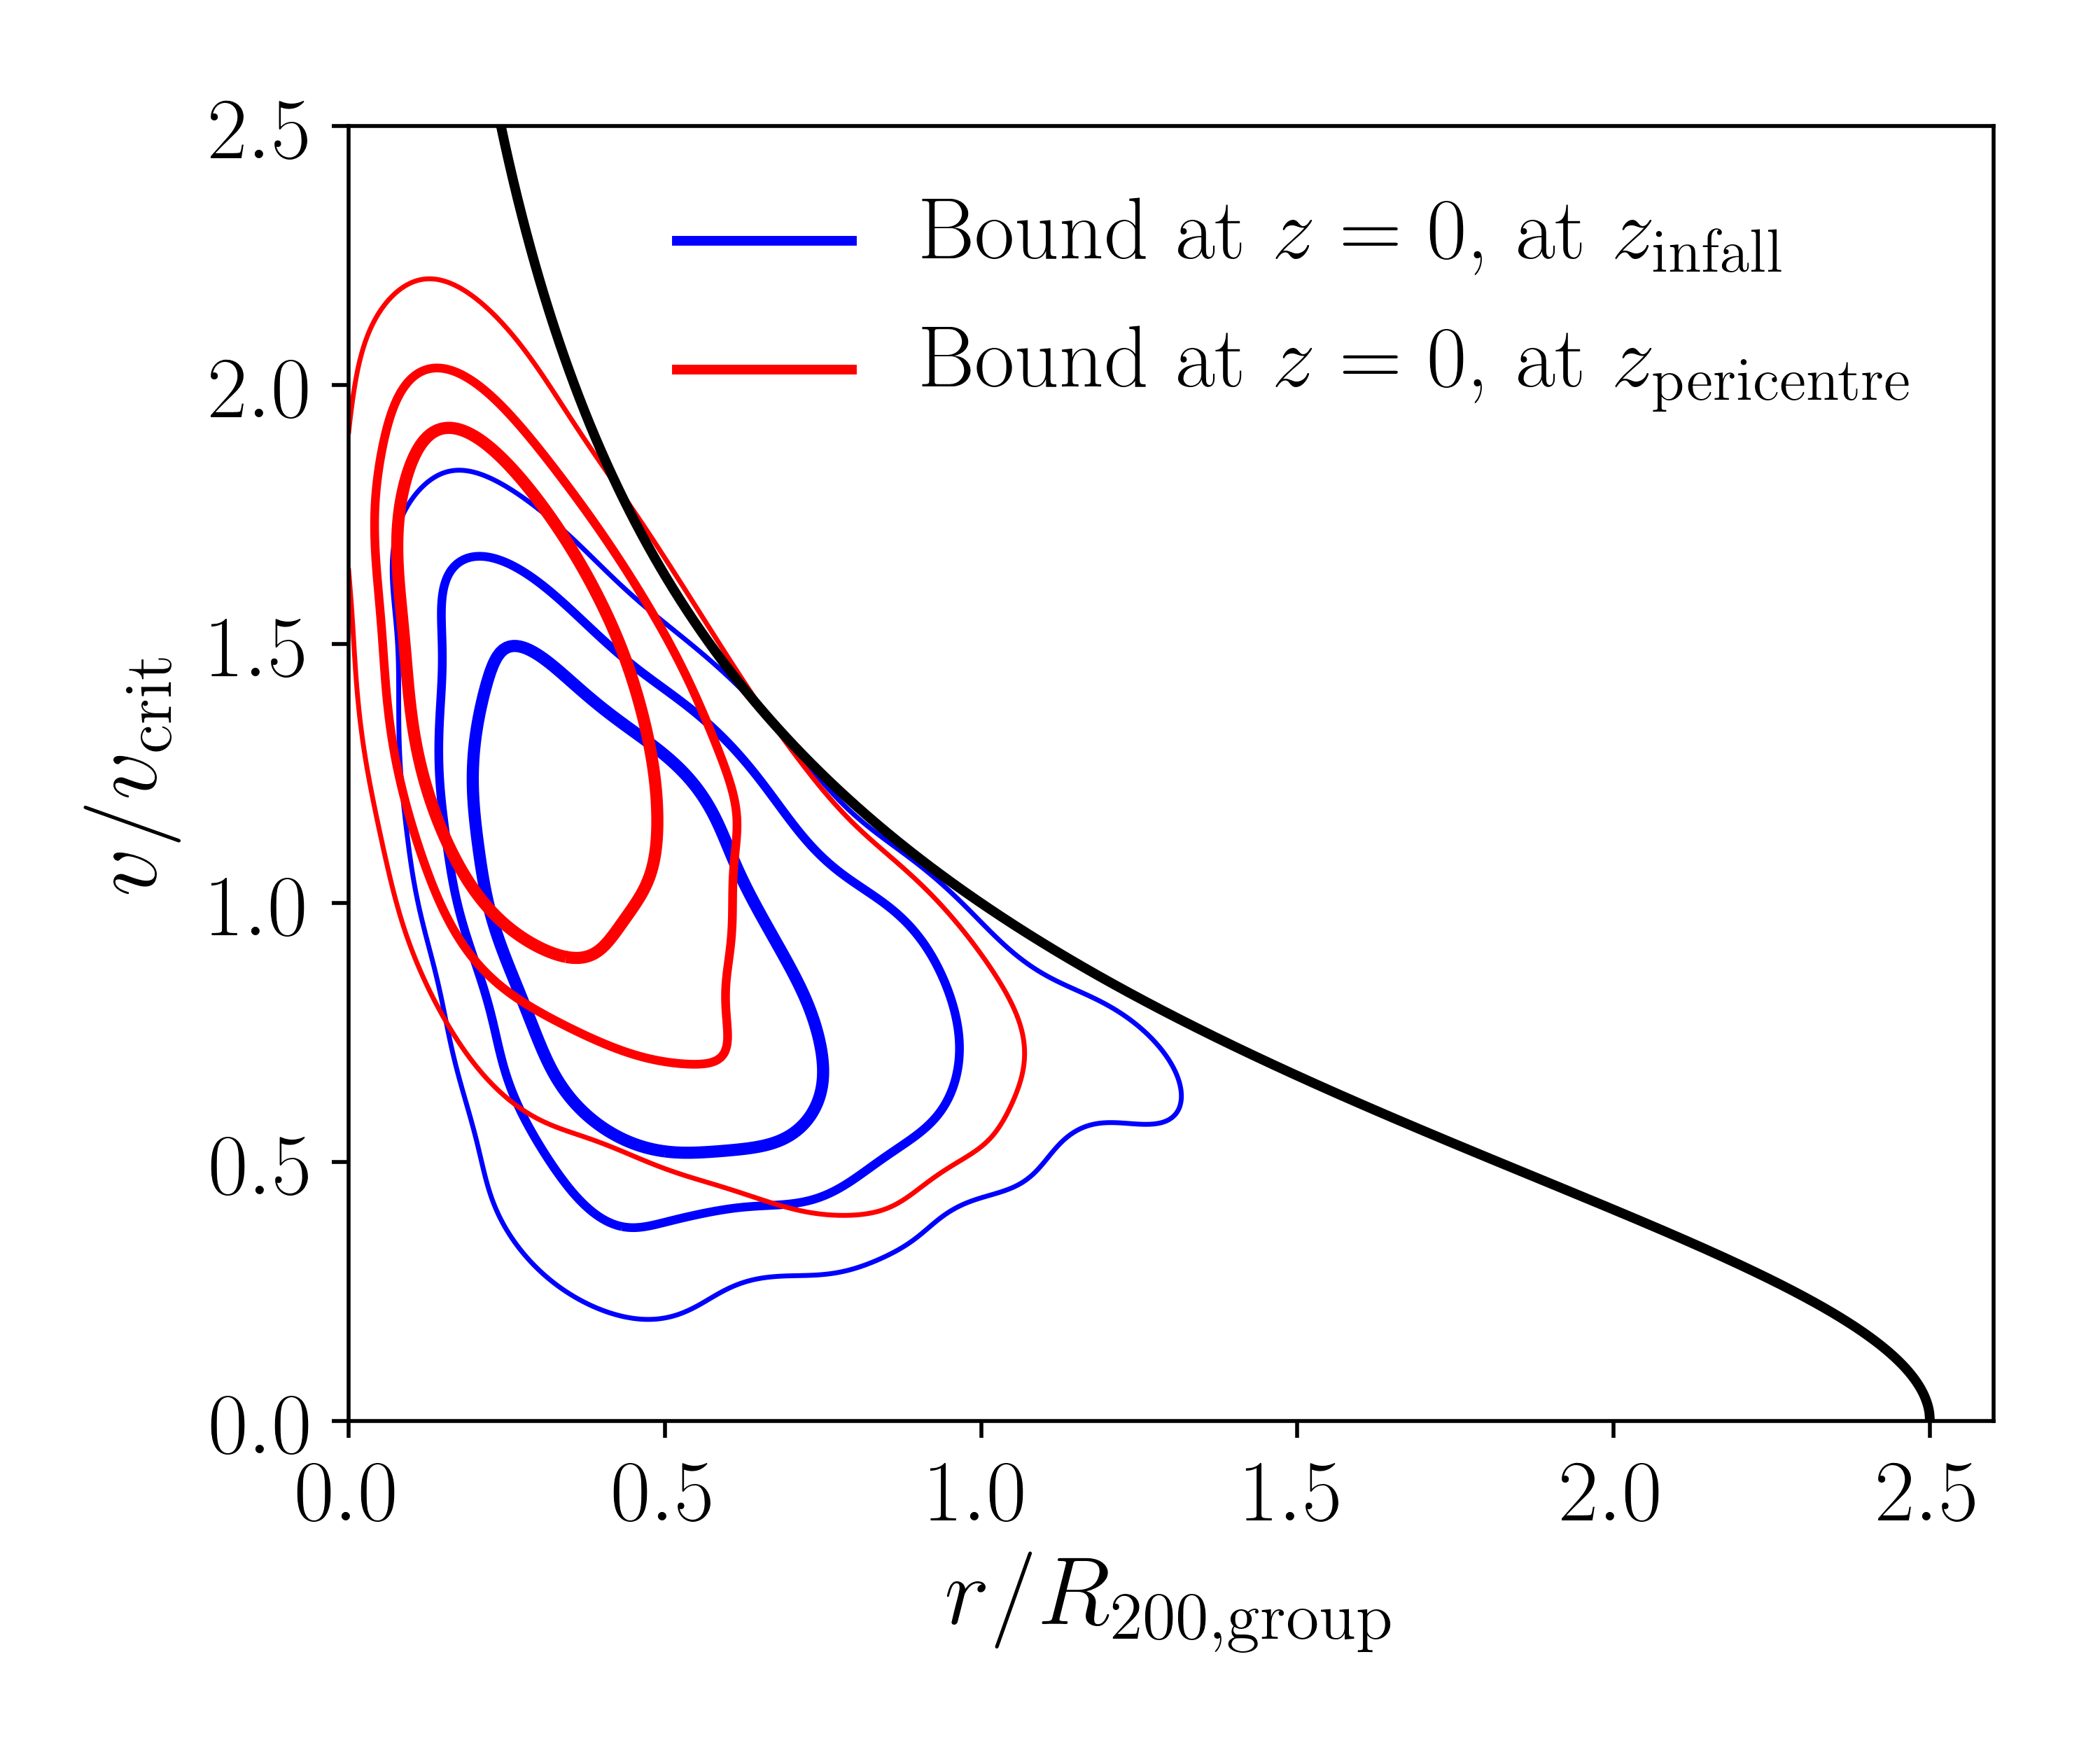 2.5
2.0
1.5
1.0
0.5
0.0
v/v_crit
Bound at z = 0, at z_infall
Bound at z = 0, at z_pericentre
0.0 0.5 1.0 1.5 2.0 2.5
r/R_200,group